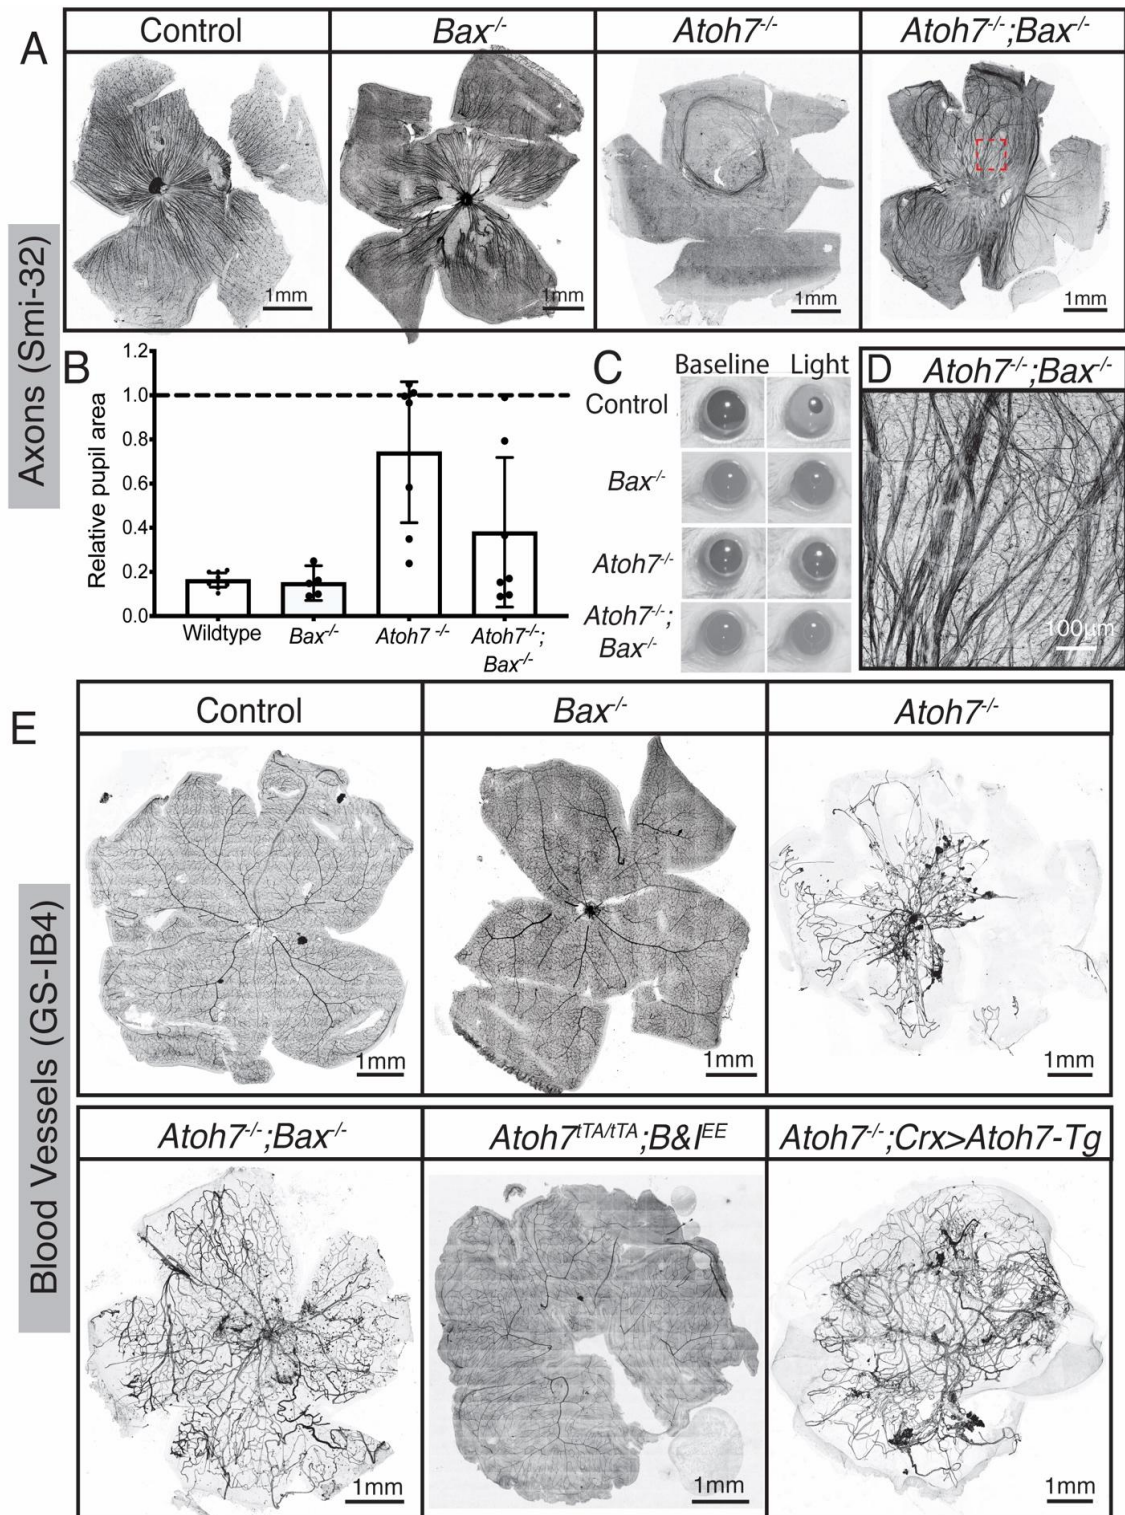 A
Control
Bax-/-
Atoh7-/-
Atoh7-/-;Bax-/-
Axons (Smi-32)
1mm
1mm
1mm
1mm
B
Relative pupil area
1.2
1.0
0.8
0.6
0.4
0.2
0.0
Wildtype
Bax-/-
Atoh7 -/-
Atoh7-/-;
Bax-/-
C
Baseline Light
Control
Bax-/-
Atoh7-/-
Atoh7-/-;
Bax-/-
D
Atoh7-/-;Bax-/-
100µm
E
Blood Vessels (GS-IB4)
Control
Bax-/-
Atoh7-/-
1mm
1mm
1mm
Atoh7-/-;Bax-/-
Atoh7tTA/tTA;B&IEE
Atoh7-/-;Crx>Atoh7-Tg
1mm
1mm
1mm